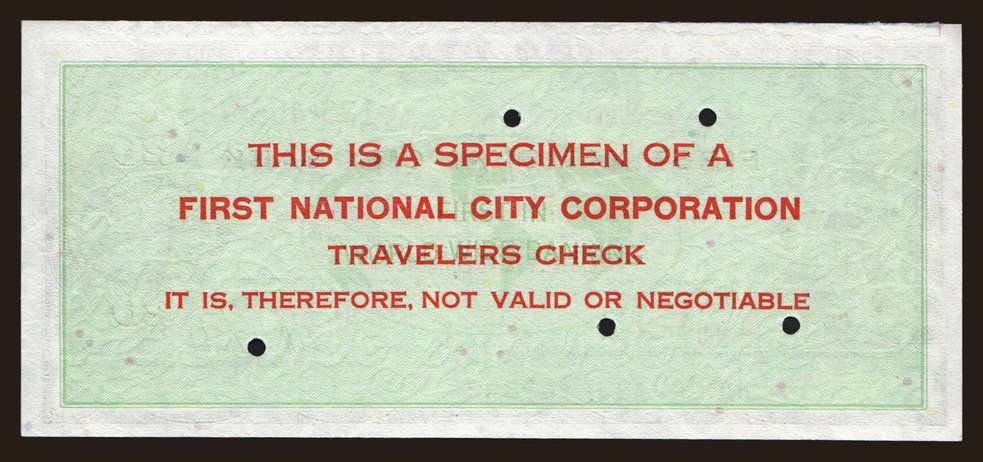 THIS IS A SPECIMEN OF A
FIRST NATIONAL CITY CORPORATION
TRAVELERS CHECK
IT IS, THEREFORE, NOT VALID OR NEGOTIABLE